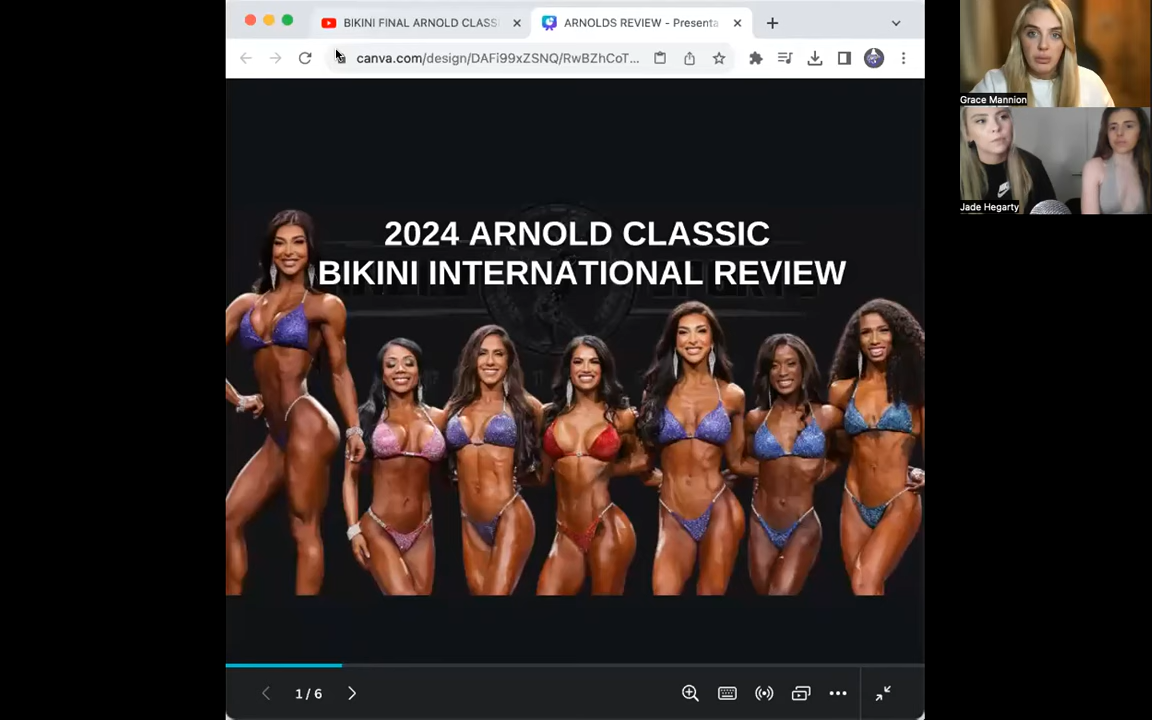 BIKINI FINAL ARNOLD CLASS
ARNOLDS REVIEW - Presenta
canva.com/design/DAFi99xZSNQ/RwBZhCoT...
Grace Mannion
Jade Hegarty
2024 ARNOLD CLASSIC
BIKINI INTERNATIONAL REVIEW
1 / 6